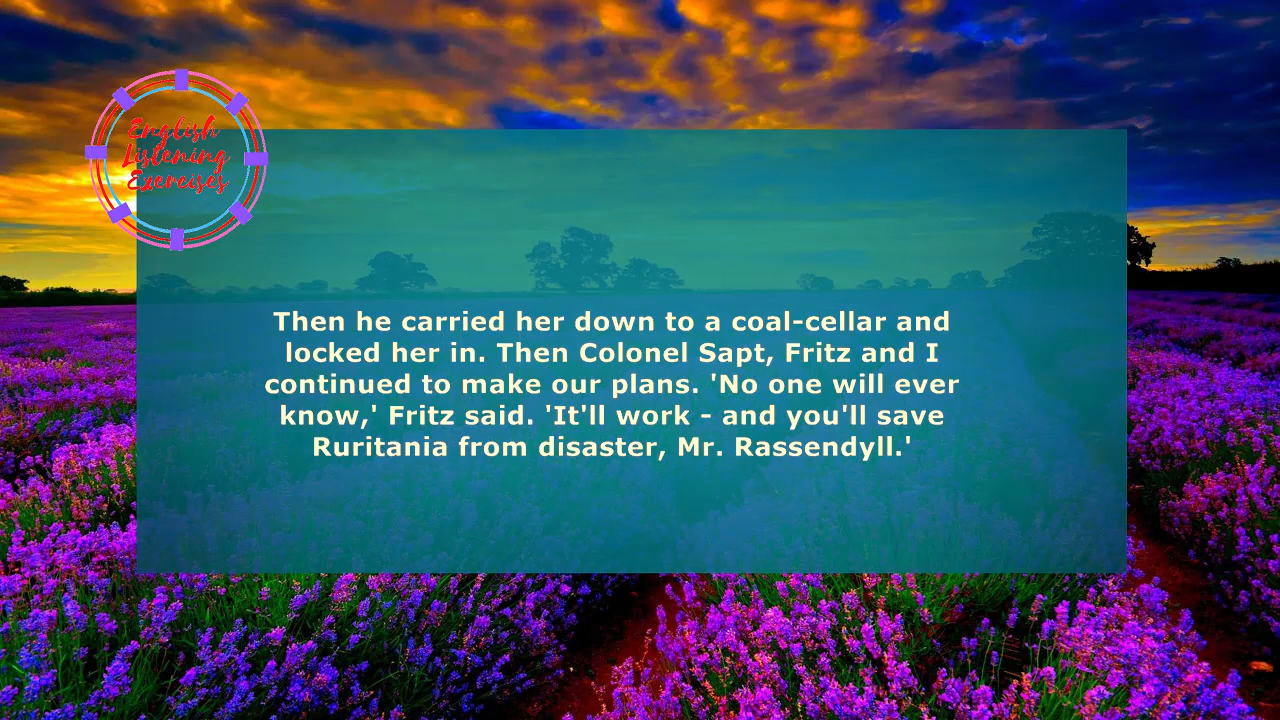 English
Listening
Exercises
Then he carried her down to a coal-cellar and
locked her in. Then Colonel Sapt, Fritz and I
continued to make our plans. 'No one will ever
know,' Fritz said. 'It'll work - and you'll save
Ruritania from disaster, Mr. Rassendyll.'